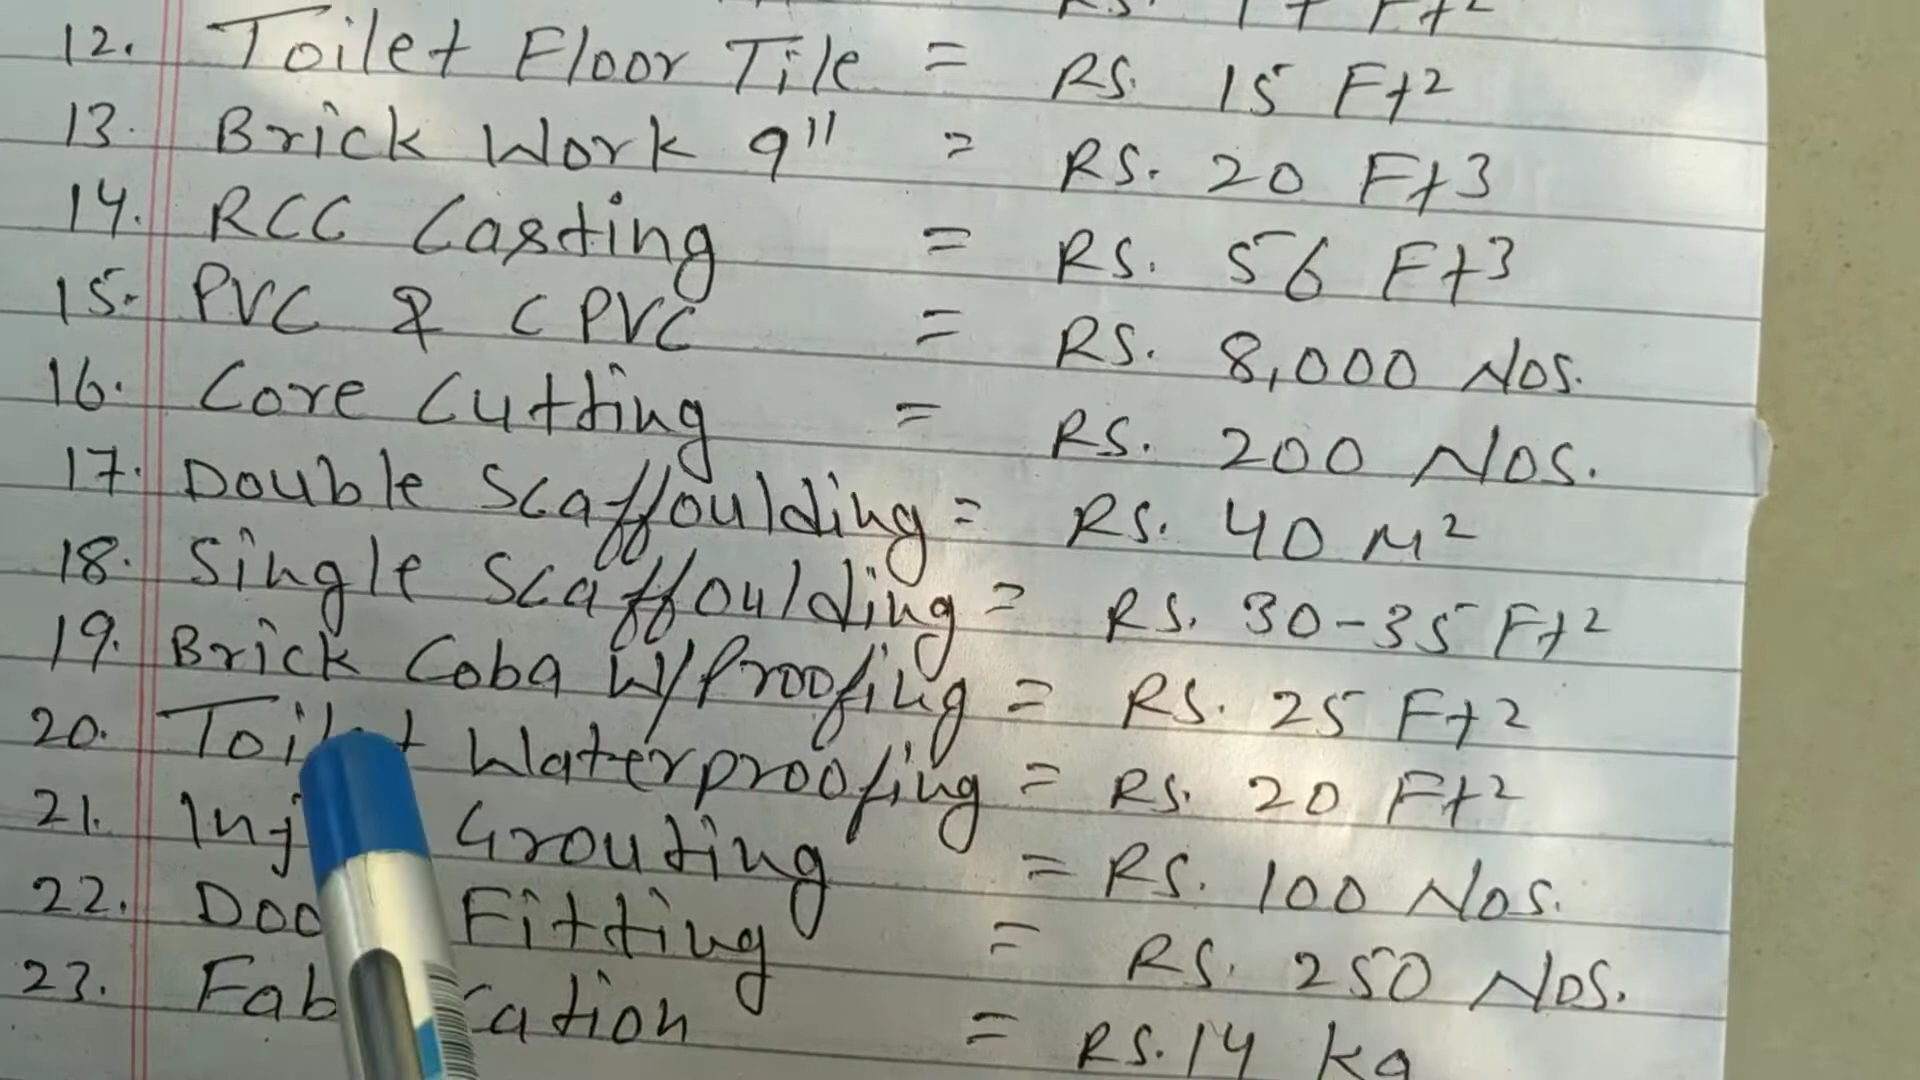 12. Toilet Floor Tile = RS. 15 Ft2
13. Brick Work 9" = RS. 20 Ft3
14. RCC Casting = RS. 56 Ft3
15. PVC & CPVC = RS. 8,000 Nos.
16. Core Cutting = RS. 200 Nos.
17. Double Scaffoulding = RS. 40 M2
18. Single Scaffoulding = RS. 30-35 Ft2
19. Brick Coba W/Proofing = RS. 25 Ft2
20. Toilet Waterproofing = RS. 20 Ft2
21. Grouting = RS. 100 Nos.
22. Fitting = RS. 250 Nos.
23. = RS. 14 kg